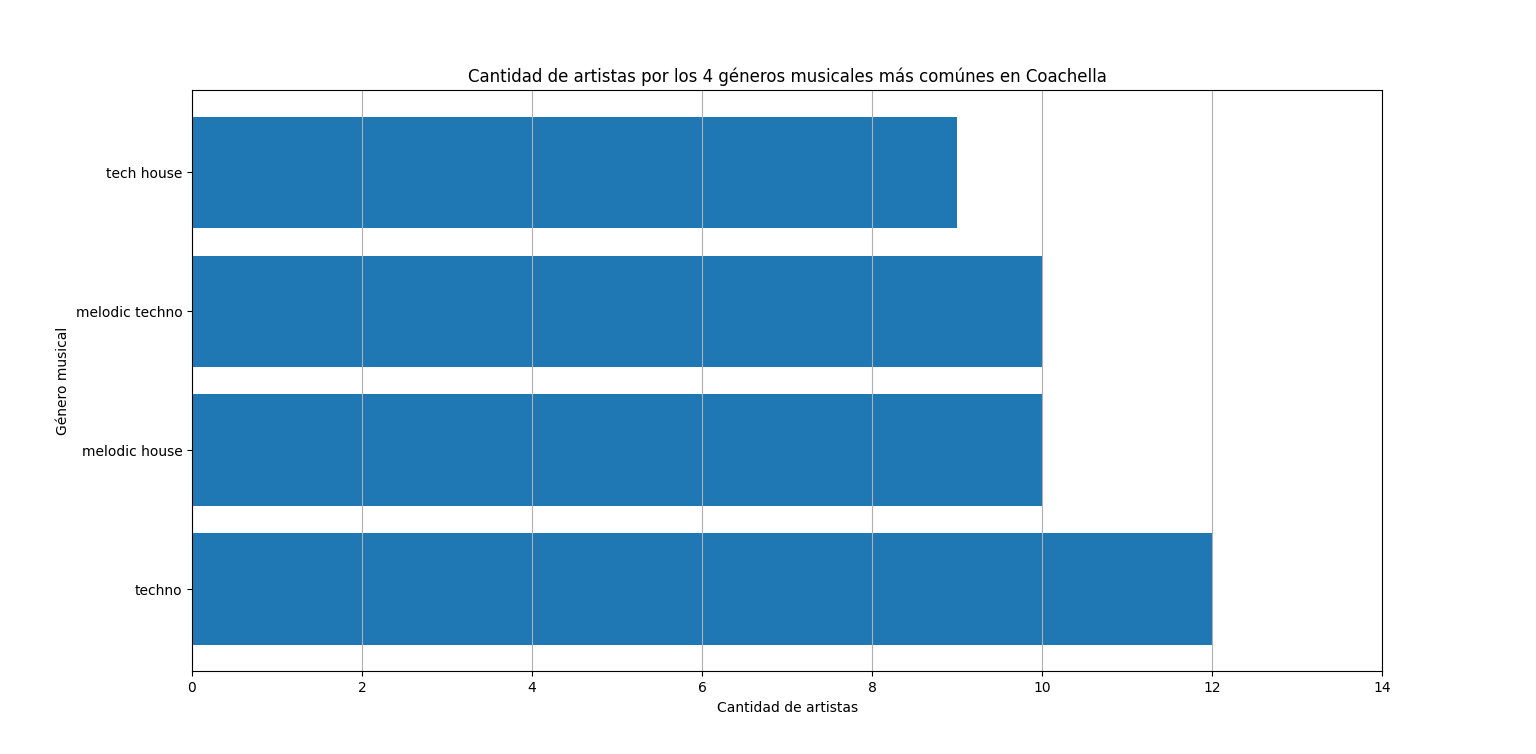 Cantidad de artistas por los 4 géneros musicales más comúnes en Coachella
tech house
melodic techno
melodic house
techno
Género musical
0 2 4 6 8 10 12 14
Cantidad de artistas